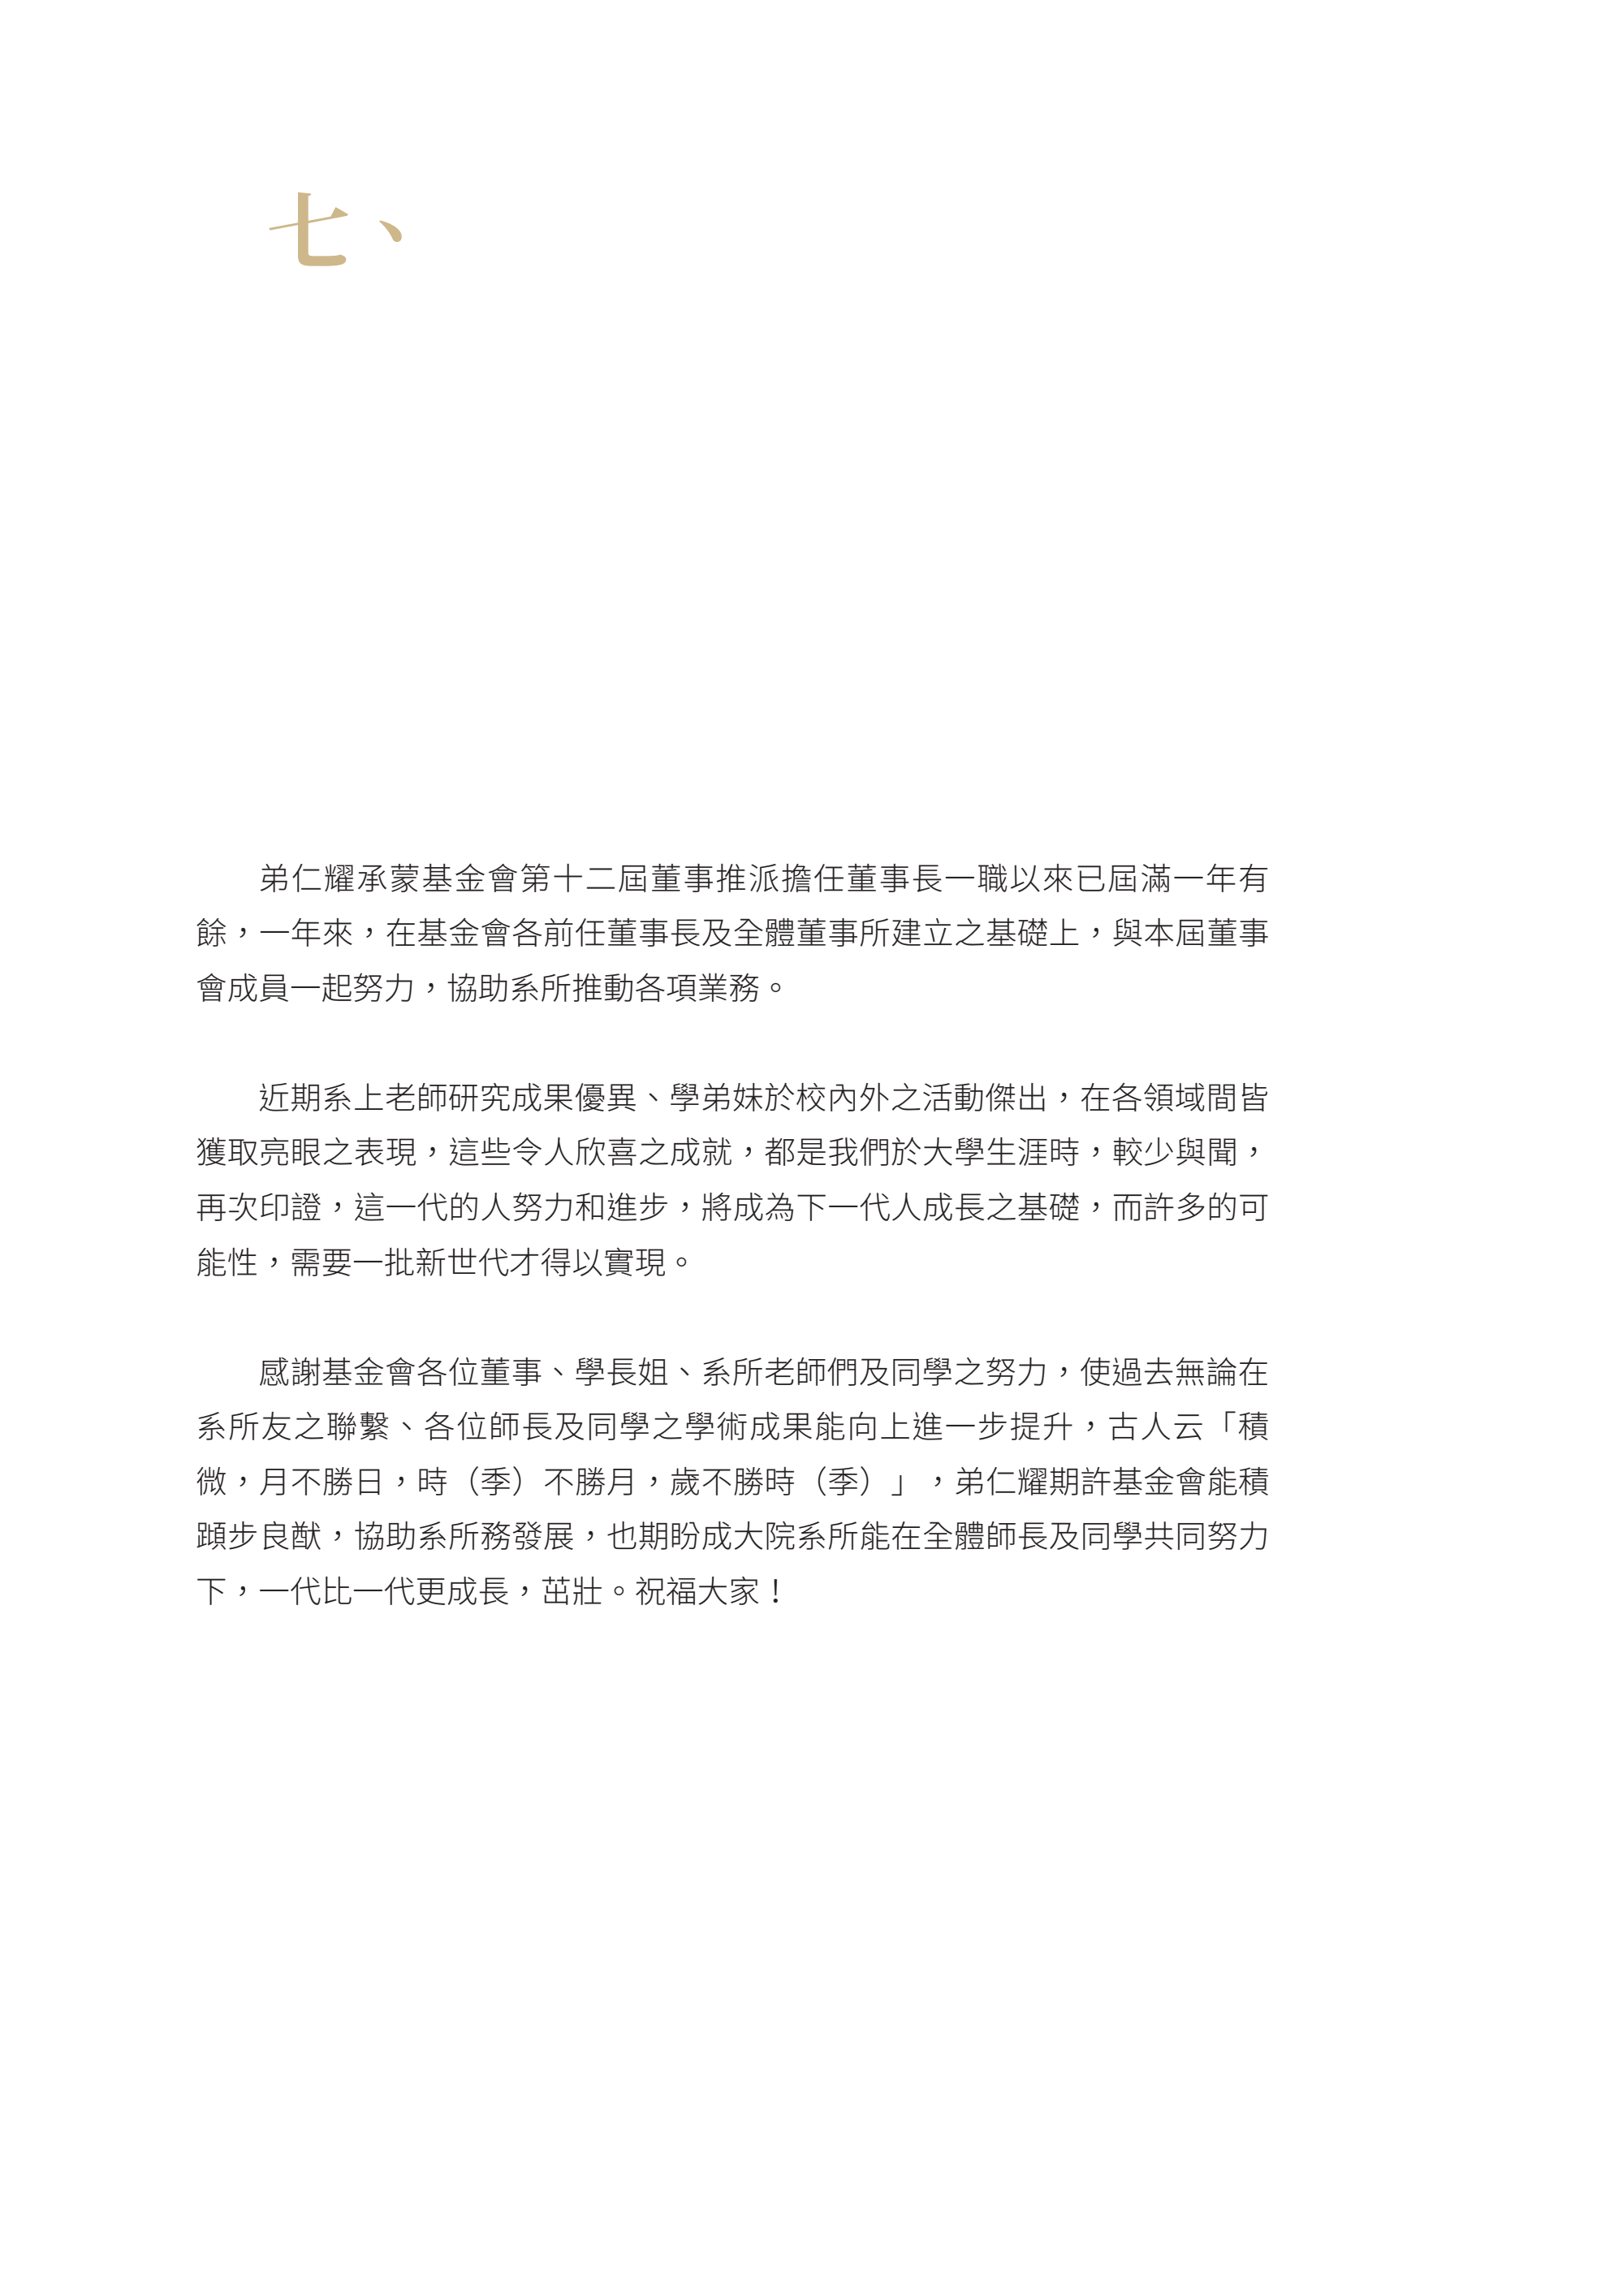 七、
弟仁耀承蒙基金會第十二屆董事推派擔任董事長一職以來已屆滿一年有
餘，一年來，在基金會各前任董事長及全體董事所建立之基礎上，與本屆董事
會成員一起努力，協助系所推動各項業務。
近期系上老師研究成果優異、學弟妹於校內外之活動傑出，在各領域間皆
獲取亮眼之表現，這些令人欣喜之成就，都是我們於大學生涯時，較少與聞，
再次印證，這一代的人努力和進步，將成為下一代人成長之基礎，而許多的可
能性，需要一批新世代才得以實現。
感謝基金會各位董事、學長姐、系所老師們及同學之努力，使過去無論在
系所友之聯繫、各位師長及同學之學術成果能向上進一步提升，古人云「積
微，月不勝日，時（季）不勝月，歲不勝時（季）」，弟仁耀期許基金會能積
蹞步良猷，協助系所務發展，也期盼成大院系所能在全體師長及同學共同努力
下，一代比一代更成長，茁壯。祝福大家！